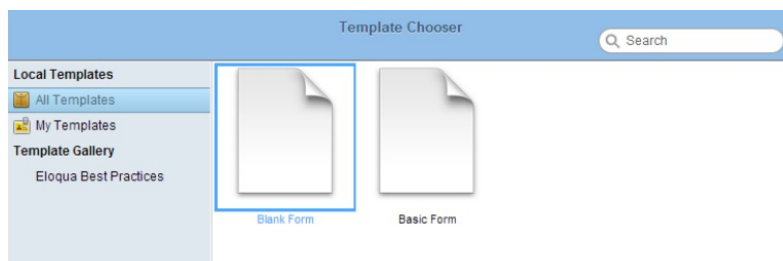 Template Chooser
Search
Local Templates
All Templates
My Templates
Template Gallery
Eloqua Best Practices
Blank Form
Basic Form